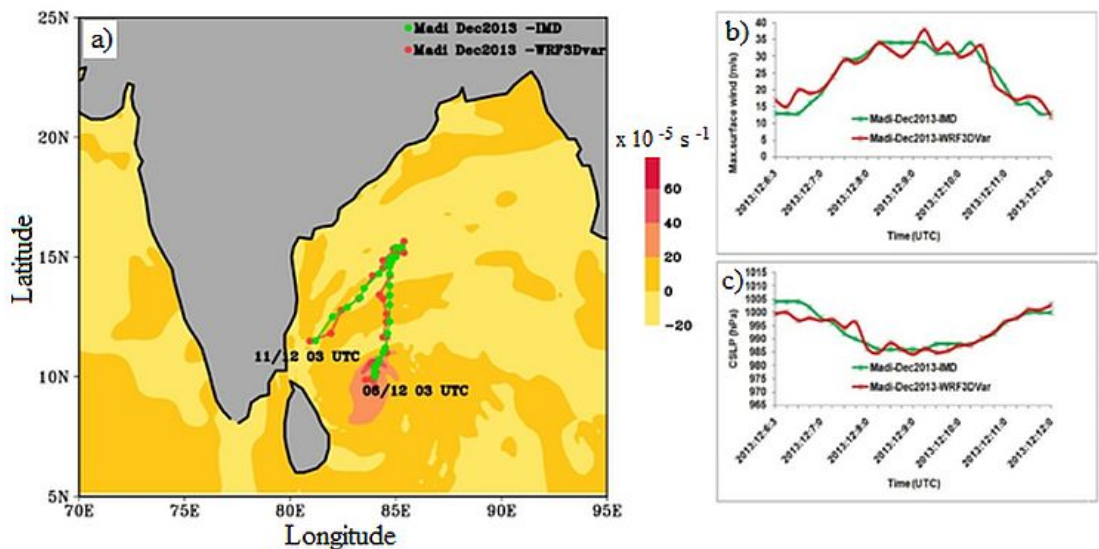 a)
Madi Dec2013 -IMD
Madi Dec2013 -WRF3Dvar
25N
20N
15N
10N
5N
Latitude
11/12 03 UTC
06/12 03 UTC
70E 75E 80E 85E 90E 95E
Longitude
x 10 -5 s -1
60
40
20
0
-20
b)
Max.surface wind (m/s)
40
35
30
25
20
15
10
5
0
Madi-Dec2013-IMD
Madi-Dec2013-WRF3DVar
2013:12:6:3 2013:12:7:0 2013:12:8:0 2013:12:9:0 2013:12:10:0 2013:12:11:0 2013:12:12:0
Time (UTC)
c)
CSLP (hPa)
1015
1010
1005
1000
995
990
985
980
975
970
965
Madi-Dec2013-IMD
Madi-Dec2013-WRF3DVar
2013:12:6:3 2013:12:7:0 2013:12:8:0 2013:12:9:0 2013:12:10:0 2013:12:11:0 2013:12:12:0
Time (UTC)